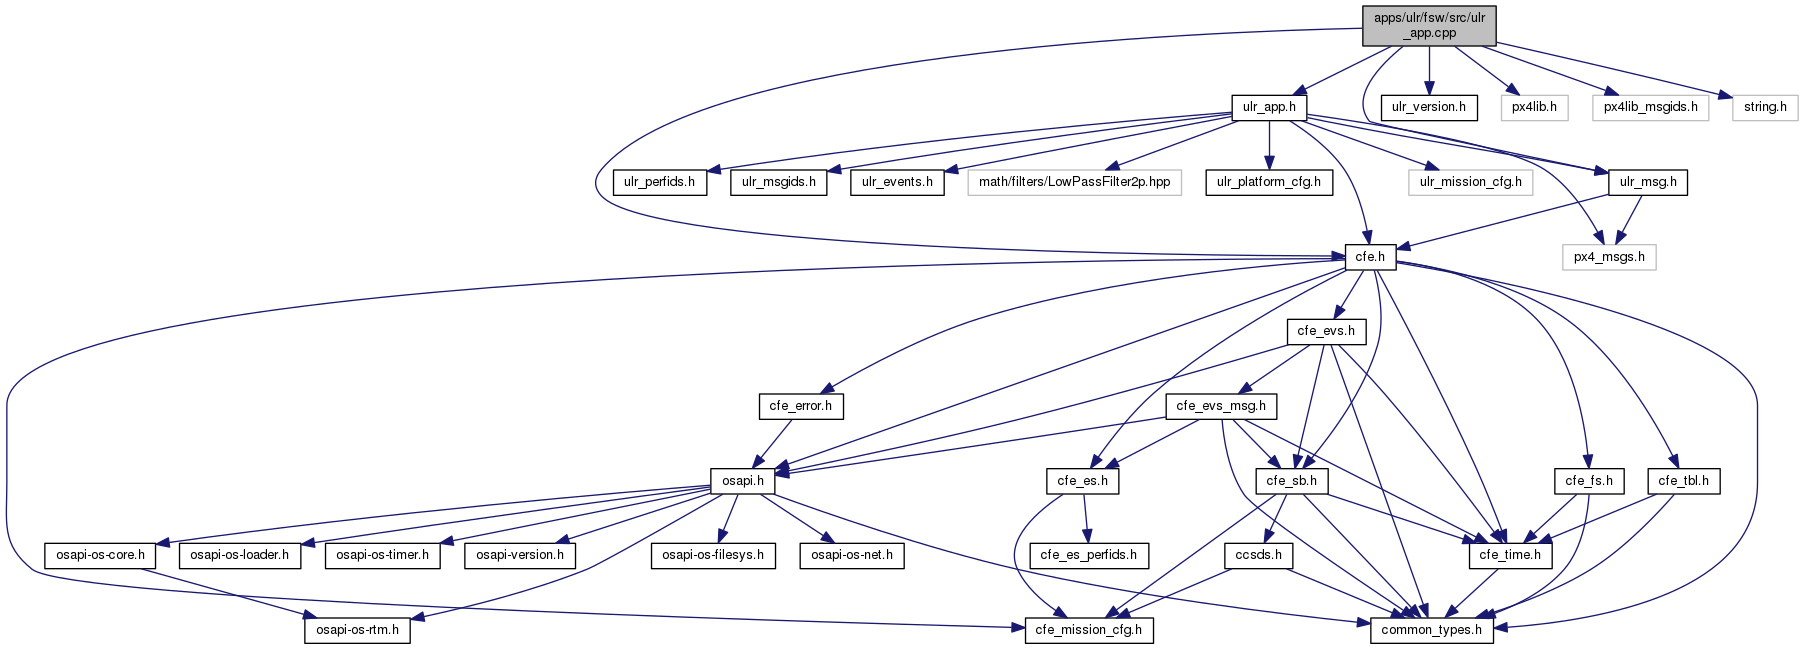 apps/ulr/fsw/src/ulr
_app.cpp
ulr_app.h
ulr_version.h
px4lib.h
px4lib_msgids.h
string.h
ulr_perfids.h
ulr_msgids.h
ulr_events.h
math/filters/LowPassFilter2p.hpp
ulr_platform_cfg.h
ulr_mission_cfg.h
ulr_msg.h
cfe.h
px4_msgs.h
cfe_evs.h
cfe_error.h
cfe_evs_msg.h
osapi.h
cfe_es.h
cfe_sb.h
cfe_fs.h
cfe_tbl.h
osapi-os-core.h
osapi-os-loader.h
osapi-os-timer.h
osapi-version.h
osapi-os-filesys.h
osapi-os-net.h
cfe_es_perfids.h
ccsds.h
cfe_time.h
osapi-os-rtm.h
cfe_mission_cfg.h
common_types.h